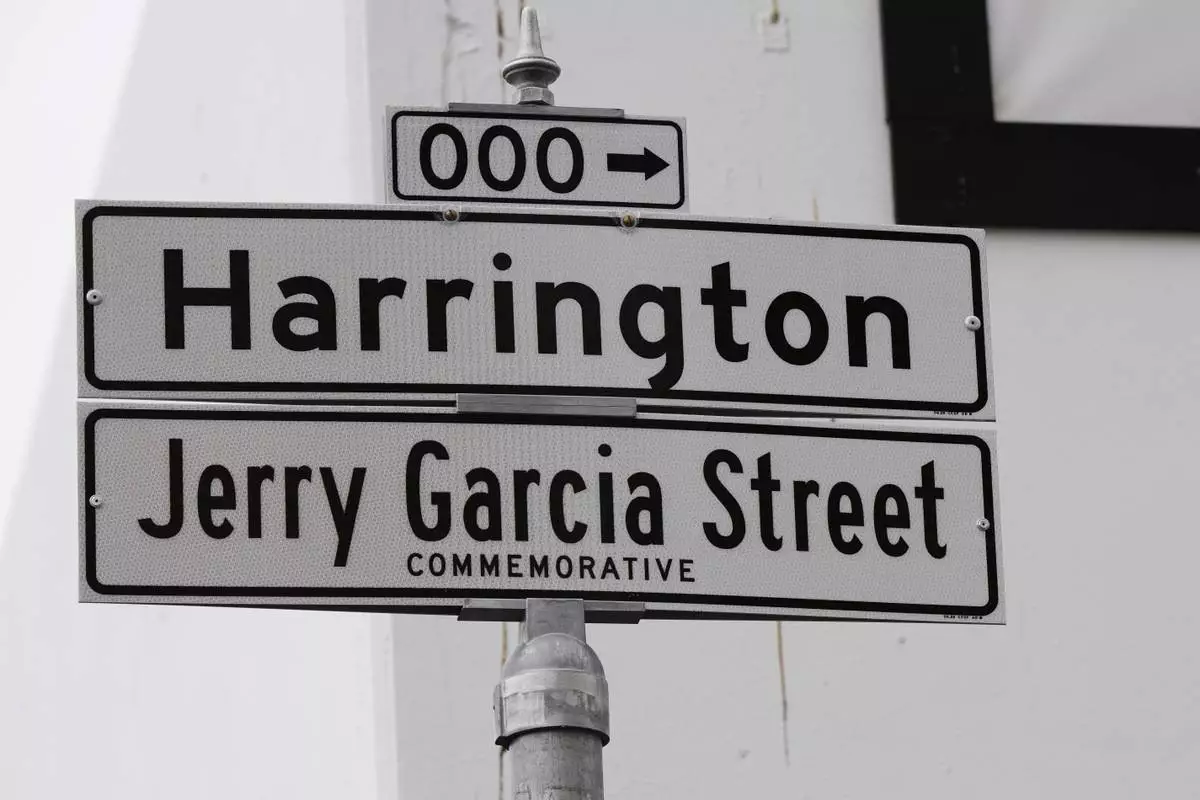 000 →
Harrington
Jerry Garcia Street
COMMEMORATIVE